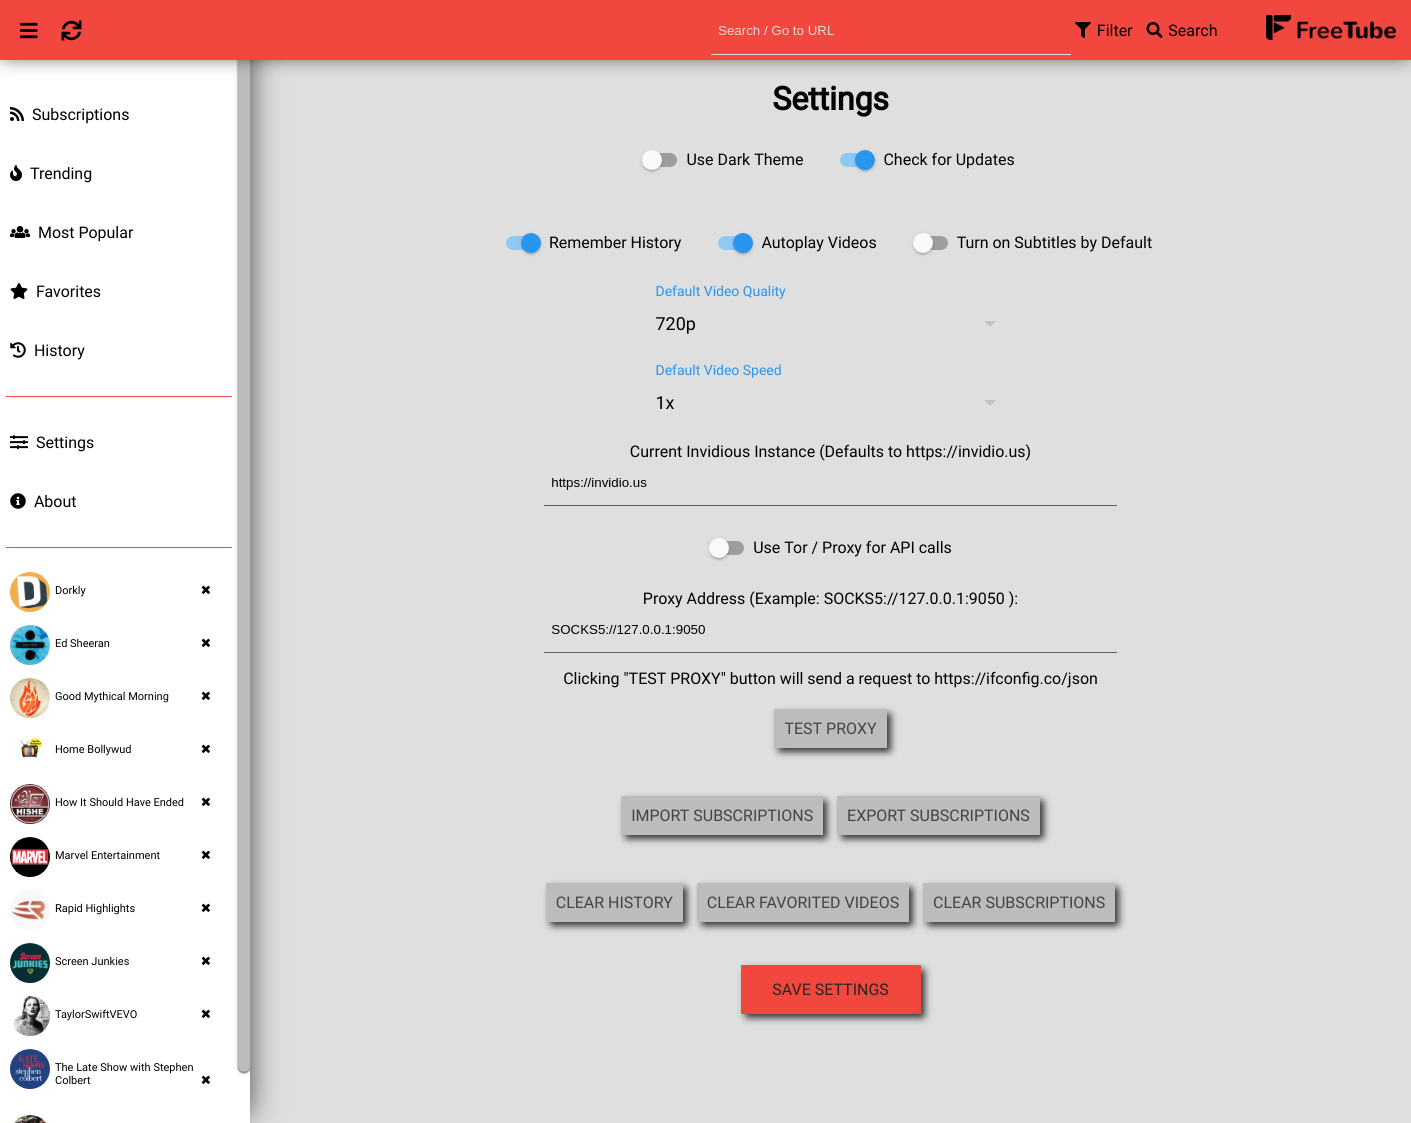 Search / Go to URL
Filter
Search
FreeTube
Subscriptions
Trending
Most Popular
Favorites
History
Settings
About
Dorkly
Ed Sheeran
Good Mythical Morning
Home Bollywud
How It Should Have Ended
HISHE
Marvel Entertainment
MARVEL
Rapid Highlights
Screen Junkies
Screen
JUNKIES
TaylorSwiftVEVO
The Late Show with Stephen
Colbert
LATE
SHOW
stephen
colbert
Settings
Use Dark Theme
Check for Updates
Remember History
Autoplay Videos
Turn on Subtitles by Default
Default Video Quality
720p
Default Video Speed
1x
Current Invidious Instance (Defaults to https://invidio.us)
https://invidio.us
Use Tor / Proxy for API calls
Proxy Address (Example: SOCKS5://127.0.0.1:9050 ):
SOCKS5://127.0.0.1:9050
Clicking "TEST PROXY" button will send a request to https://ifconfig.co/json
TEST PROXY
IMPORT SUBSCRIPTIONS
EXPORT SUBSCRIPTIONS
CLEAR HISTORY
CLEAR FAVORITED VIDEOS
CLEAR SUBSCRIPTIONS
SAVE SETTINGS